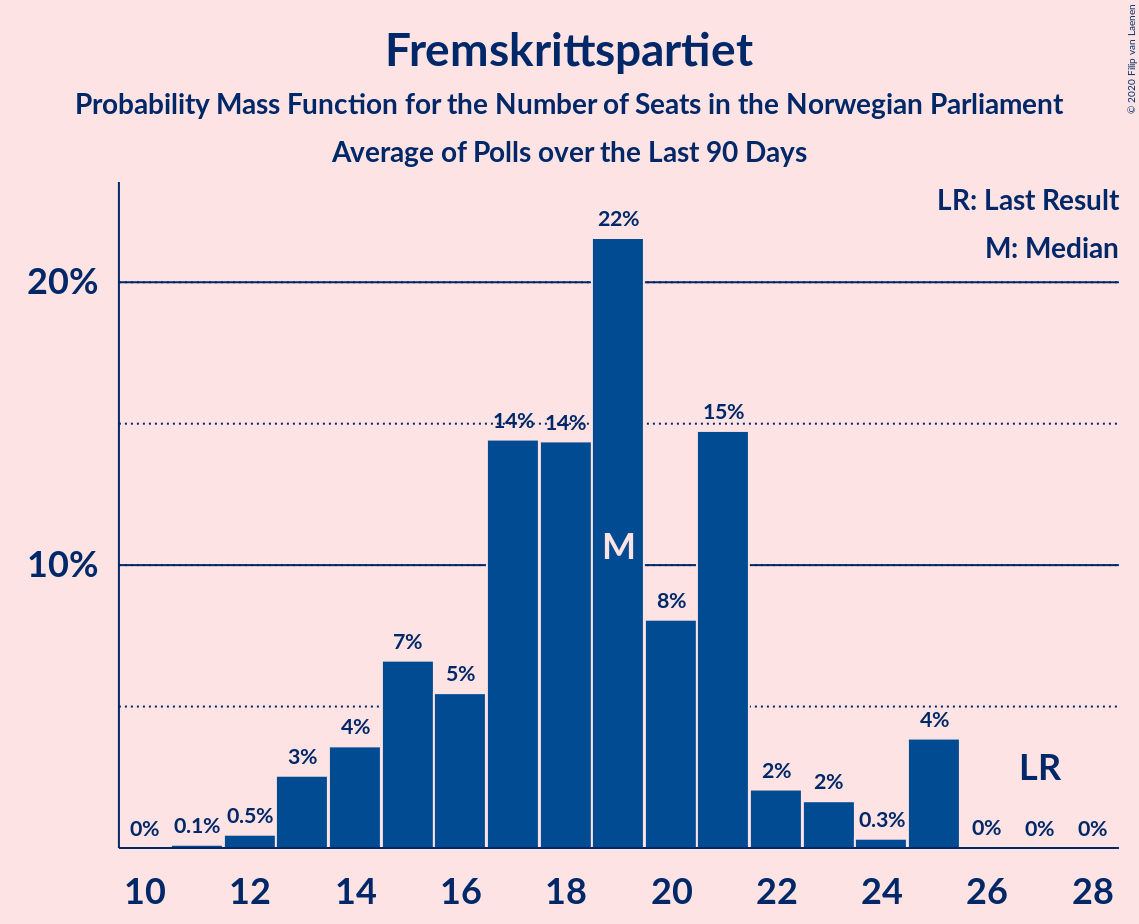 Fremskrittspartiet
Probability Mass Function for the Number of Seats in the Norwegian Parliament
Average of Polls over the Last 90 Days
© 2020 Filip van Laenen
LR: Last Result
M: Median
20%
10%
0%
0.1%
0.5%
3%
4%
7%
5%
14%
14%
22%
8%
15%
2%
2%
0.3%
4%
0%
0%
0%
M
LR
10 12 14 16 18 20 22 24 26 28